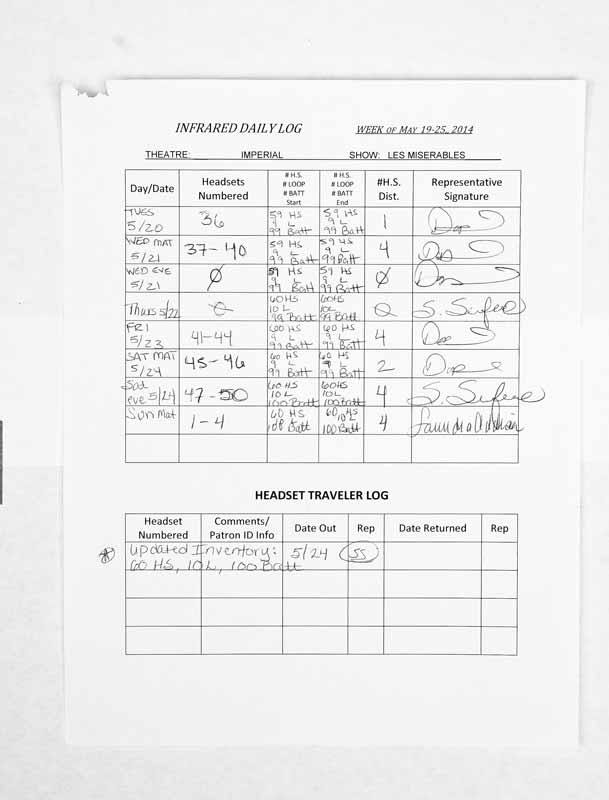 INFRARED DAILY LOG WEEK OF MAY 19-25, 2014
THEATRE: IMPERIAL SHOW: LES MISERABLES
Day/Date Headsets Numbered # H.S. # LOOP # BATT Start # H.S. # LOOP # BATT End #H.S. Dist. Representative Signature
TUES 5/20 36 59 HS 9 L 99 Batt 59 HS 9 L 99 Batt 1
WED MAT 5/21 37-40 59 HS 9 L 99 Batt 59 HS 9 L 99 Batt 4
WED EVE 5/21 Ø 59 HS 9 L 99 Batt 59 HS 9 L 99 Batt Ø
Thurs 5/22 Ø 60 HS 10 L 99 Batt 60 HS 10 L 99 Batt Ø
FRI 5/23 41-44 60 HS 9 L 99 Batt 60 HS 9 L 99 Batt 4
SAT MAT 5/24 45-46 60 HS 9 L 99 Batt 60 HS 9 L 99 Batt 2
Sat eve 5/24 47-50 60 HS 10 L 100 Batt 60 HS 10 L 100 Batt 4
Sun Mat 1-4 60 HS 100 Batt 60 HS 10 L 100 Batt 4
HEADSET TRAVELER LOG
Headset Numbered Comments/ Patron ID Info Date Out Rep Date Returned Rep
* Updated Inventory: 5/24 SS
60 HS, 10 L, 100 Batt